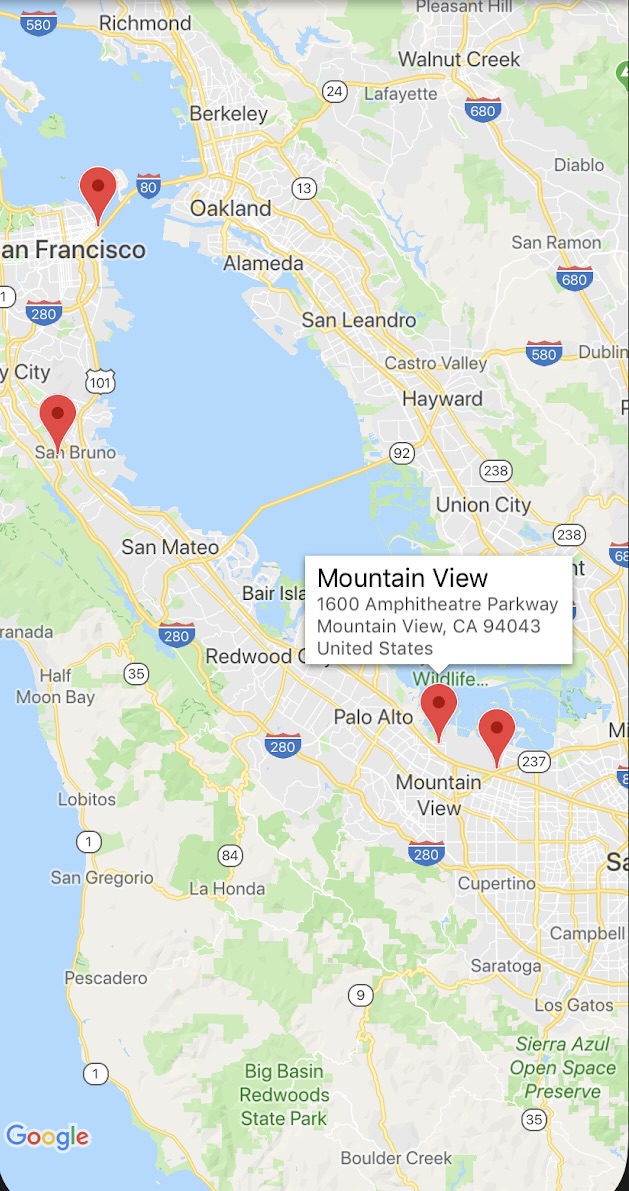 Pleasant Hill
580
Richmond
Walnut Creek
24
Lafayette
680
Berkeley
Diablo
80
13
Oakland
San Ramon
an Francisco
Alameda
680
1
280
San Leandro
580
Dublin
Castro Valley
y City
101
Hayward
San Bruno
92
238
Union City
238
San Mateo
68
nt
Mountain View
1600 Amphitheatre Parkway
Mountain View, CA 94043
United States
Bair Isla
ranada
280
Redwood C
35
Half
Moon Bay
Wildlife...
Palo Alto
Mi
280
237
Mountain
View
8
Lobitos
1
84
280
Sa
San Gregorio
La Honda
Cupertino
Campbell
Saratoga
Pescadero
9
Los Gatos
Sierra Azul
Open Space
Preserve
1
Big Basin
Redwoods
State Park
35
Google
Boulder Creek